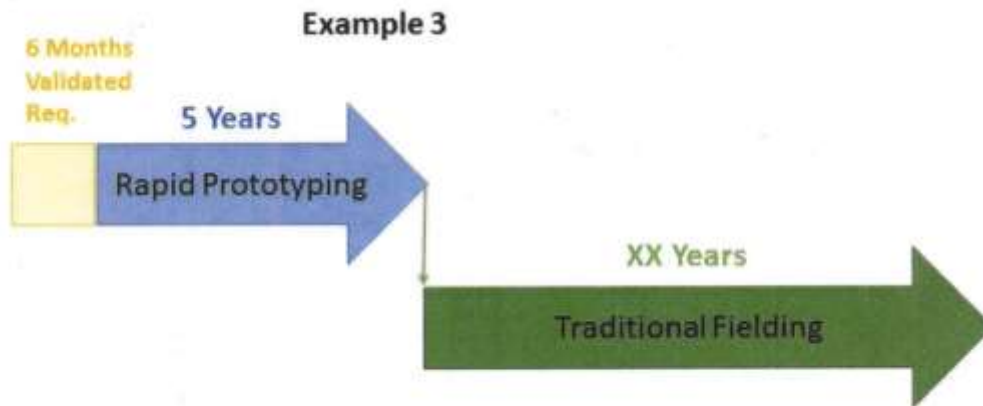 Example 3
6 Months
Validated
Req.
5 Years
Rapid Prototyping
XX Years
Traditional Fielding